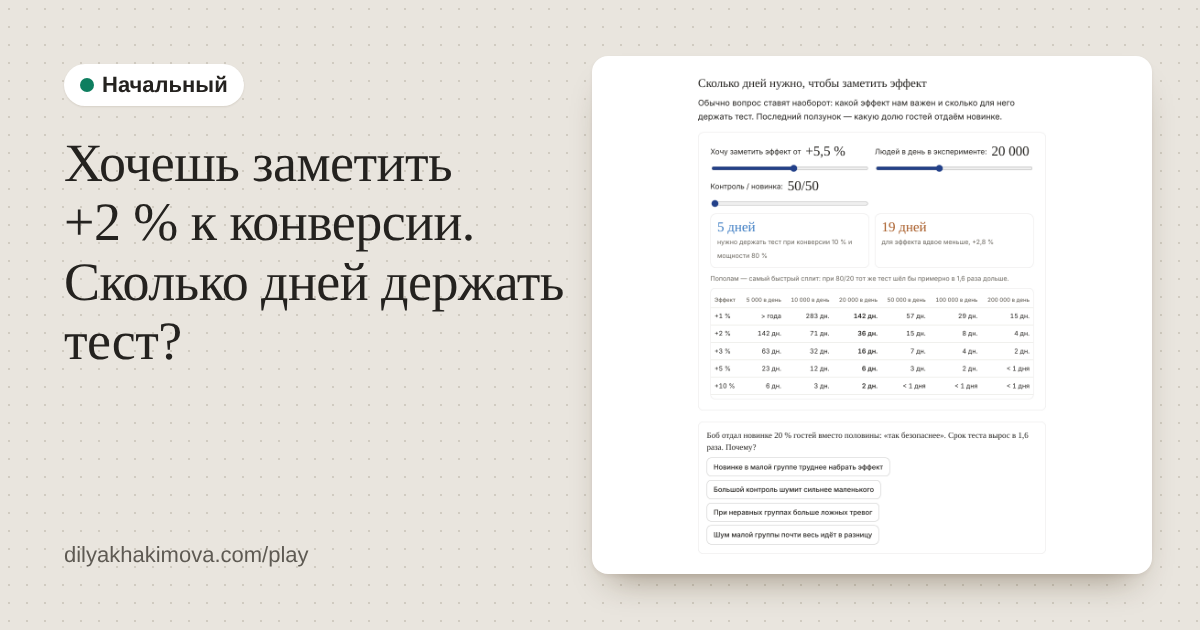 Начальный
Хочешь заметить
+2 % к конверсии.
Сколько дней держать
тест?
dilyakhakimova.com/play
Сколько дней нужно, чтобы заметить эффект
Обычно вопрос ставят наоборот: какой эффект нам важен и сколько для него
держать тест. Последний ползунок — какую долю гостей отдаём новинке.
Хочу заметить эффект от +5,5 % Людей в день в эксперименте: 20 000
Контроль / новинка: 50/50
5 дней
нужно держать тест при конверсии 10 % и
мощности 80 %
19 дней
для эффекта вдвое меньше, +2,8 %
Пополам — самый быстрый сплит: при 80/20 тот же тест шёл бы примерно в 1,6 раза дольше.
Эффект 5 000 в день 10 000 в день 20 000 в день 50 000 в день 100 000 в день 200 000 в день
+1 % > года 283 дн. 142 дн. 57 дн. 29 дн. 15 дн.
+2 % 142 дн. 71 дн. 36 дн. 15 дн. 8 дн. 4 дн.
+3 % 63 дн. 32 дн. 16 дн. 7 дн. 4 дн. 2 дн.
+5 % 23 дн. 12 дн. 6 дн. 3 дн. 2 дн. < 1 дня
+10 % 6 дн. 3 дн. 2 дн. < 1 дня < 1 дня < 1 дня
Боб отдал новинке 20 % гостей вместо половины: «так безопаснее». Срок теста вырос в 1,6
раза. Почему?
Новинке в малой группе труднее набрать эффект
Большой контроль шумит сильнее маленького
При неравных группах больше ложных тревог
Шум малой группы почти весь идёт в разницу